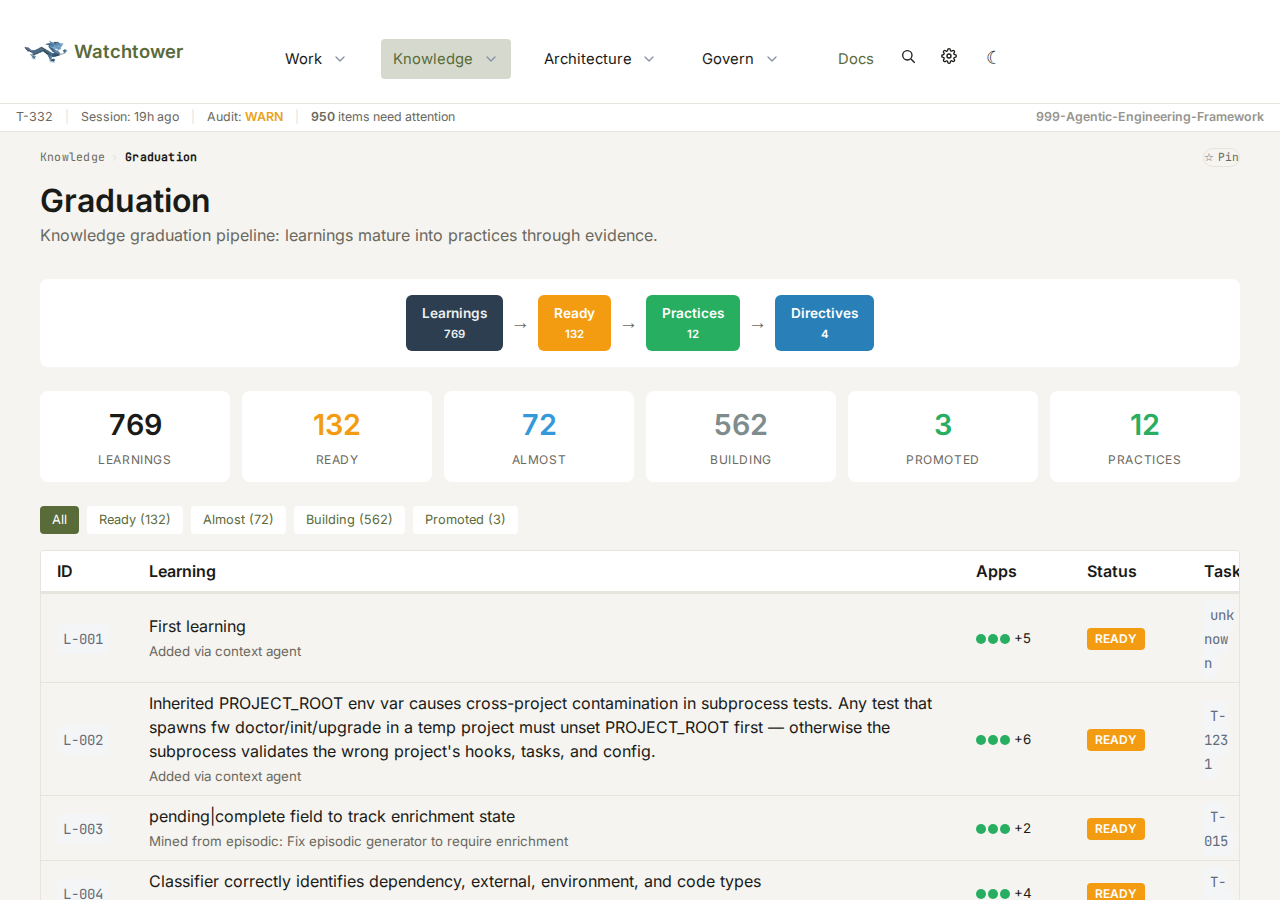 Watchtower
Work
Knowledge
Architecture
Govern
Docs
T-332
Session: 19h ago
Audit: WARN
950 items need attention
999-Agentic-Engineering-Framework
Knowledge › Graduation
☆ Pin
Graduation
Knowledge graduation pipeline: learnings mature into practices through evidence.
Learnings → Ready → Practices → Directives
769 132 12 4
769 132 72 562 3 12
LEARNINGS READY ALMOST BUILDING PROMOTED PRACTICES
All Ready (132) Almost (72) Building (562) Promoted (3)
ID Learning Apps Status Task
L-001
First learning
Added via context agent
+5
READY
unk
now
n
L-002
Inherited PROJECT_ROOT env var causes cross-project contamination in subprocess tests. Any test that
spawns fw doctor/init/upgrade in a temp project must unset PROJECT_ROOT first — otherwise the
subprocess validates the wrong project's hooks, tasks, and config.
Added via context agent
+6
READY
T-
123
1
L-003
pending|complete field to track enrichment state
Mined from episodic: Fix episodic generator to require enrichment
+2
READY
T-
015
L-004
Classifier correctly identifies dependency, external, environment, and code types
+4
READY
T-